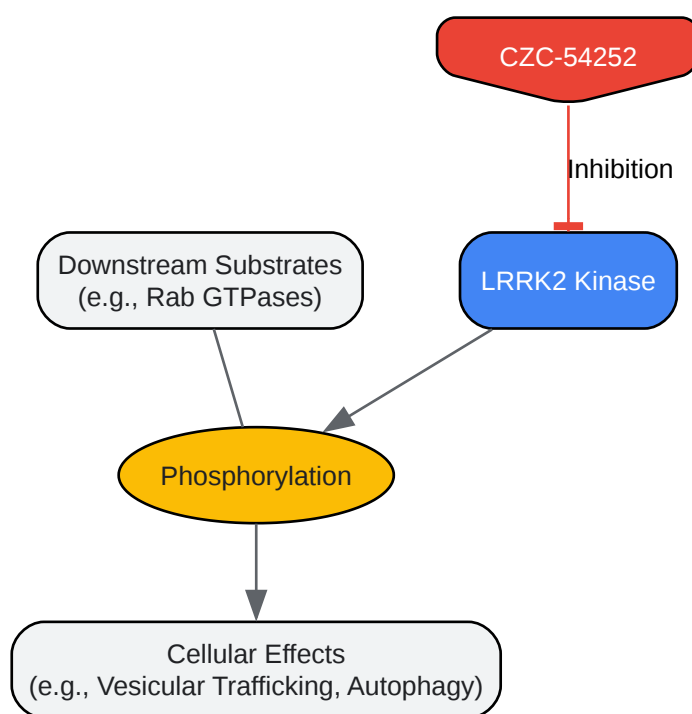 CZC-54252
Inhibition
Downstream Substrates
(e.g., Rab GTPases)
LRRK2 Kinase
Phosphorylation
Cellular Effects
(e.g., Vesicular Trafficking, Autophagy)